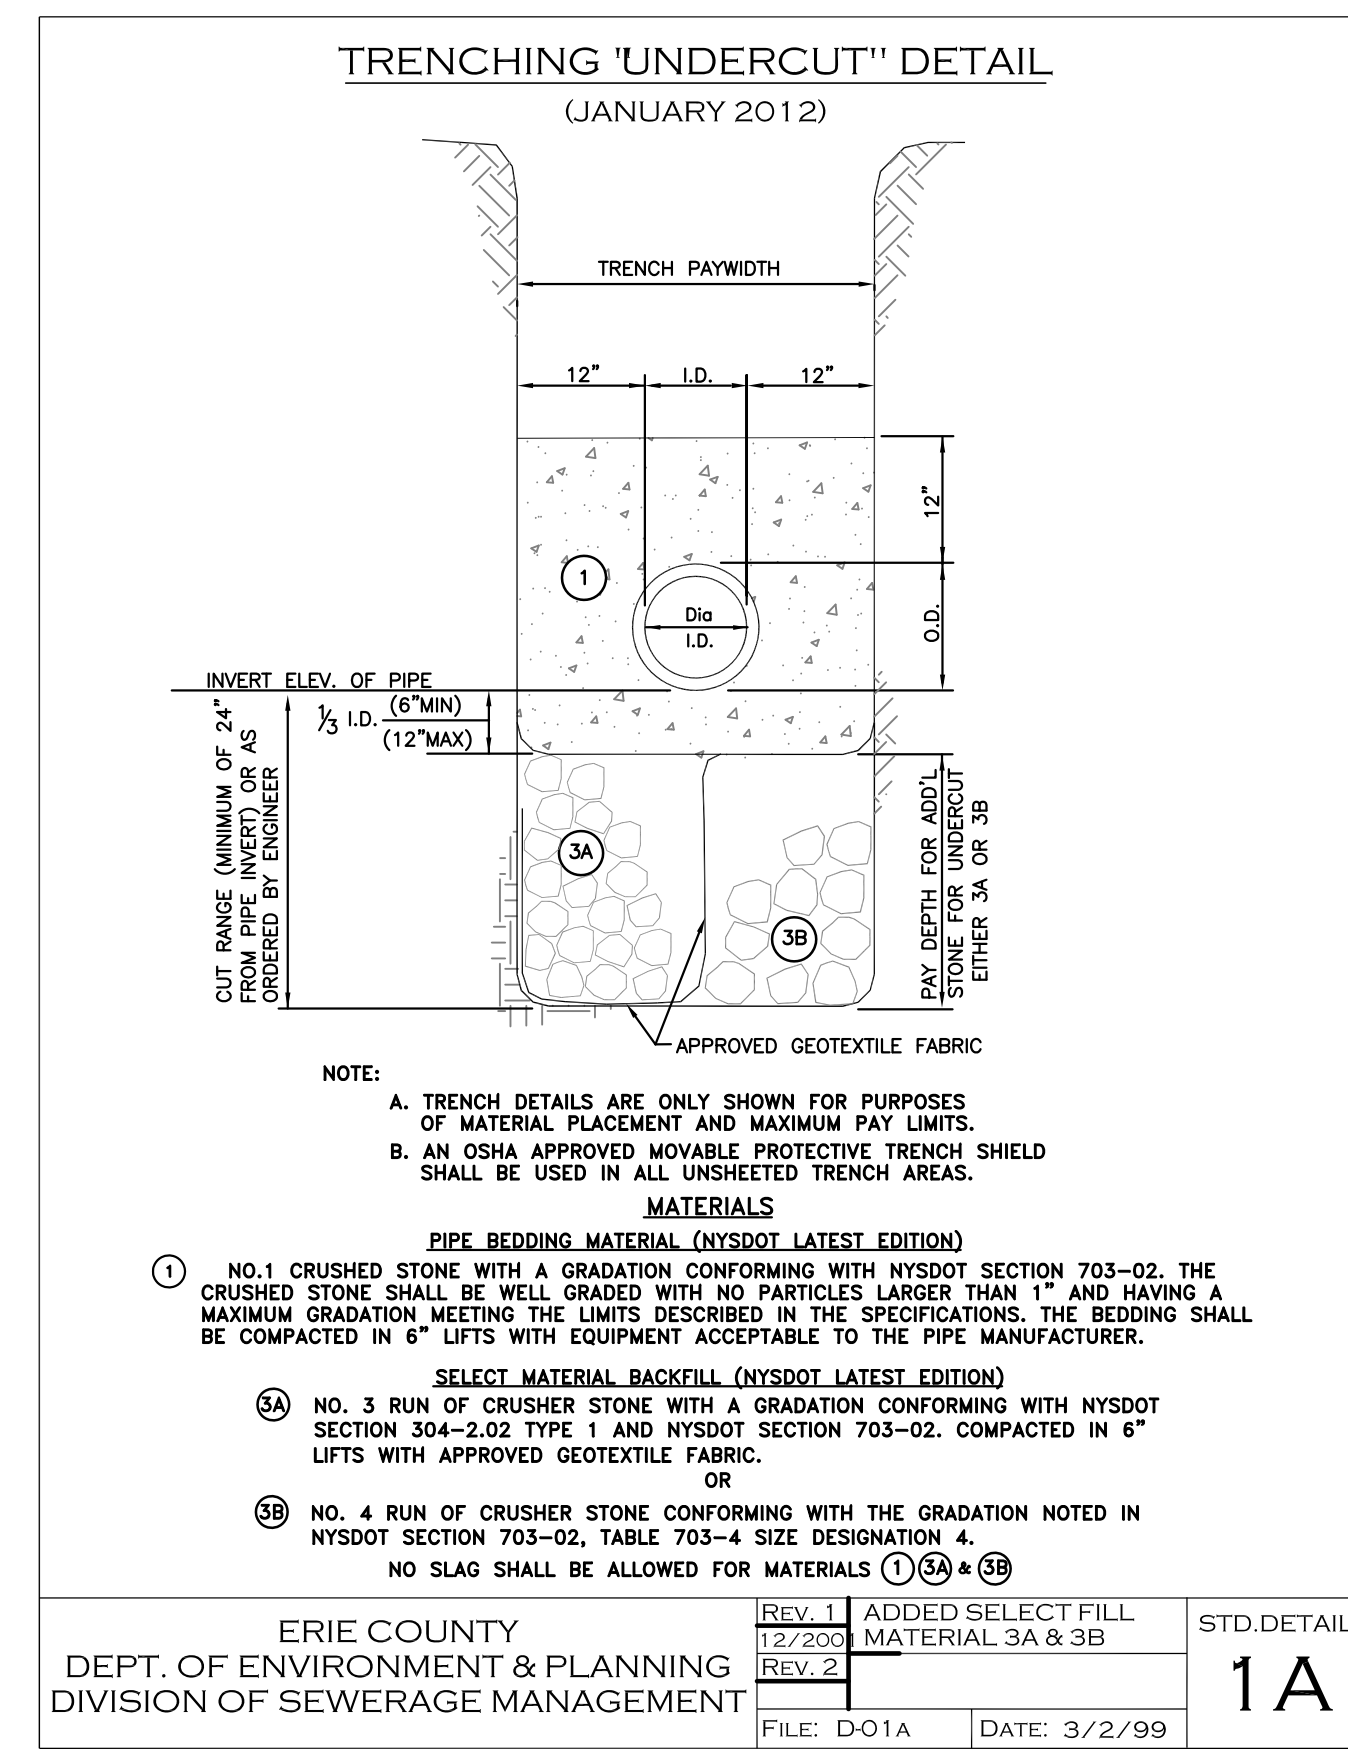 TRENCHING "UNDERCUT" DETAIL
(JANUARY 2012)
TRENCH PAYWIDTH
12" I.D. 12"
12"
1
O.D.
Dia
I.D.
INVERT ELEV. OF PIPE
1/3 I.D. (6"MIN)
(12"MAX)
CUT RANGE (MINIMUM OF 24"
FROM PIPE INVERT) OR AS
ORDERED BY ENGINEER
3A
3B
PAY DEPTH FOR ADD'L
STONE FOR UNDERCUT
EITHER 3A OR 3B
APPROVED GEOTEXTILE FABRIC
NOTE:
A. TRENCH DETAILS ARE ONLY SHOWN FOR PURPOSES
OF MATERIAL PLACEMENT AND MAXIMUM PAY LIMITS.
B. AN OSHA APPROVED MOVABLE PROTECTIVE TRENCH SHIELD
SHALL BE USED IN ALL UNSHEETED TRENCH AREAS.
MATERIALS
PIPE BEDDING MATERIAL (NYSDOT LATEST EDITION)
1 NO.1 CRUSHED STONE WITH A GRADATION CONFORMING WITH NYSDOT SECTION 703-02. THE
CRUSHED STONE SHALL BE WELL GRADED WITH NO PARTICLES LARGER THAN 1" AND HAVING A
MAXIMUM GRADATION MEETING THE LIMITS DESCRIBED IN THE SPECIFICATIONS. THE BEDDING SHALL
BE COMPACTED IN 6" LIFTS WITH EQUIPMENT ACCEPTABLE TO THE PIPE MANUFACTURER.
SELECT MATERIAL BACKFILL (NYSDOT LATEST EDITION)
3A NO. 3 RUN OF CRUSHER STONE WITH A GRADATION CONFORMING WITH NYSDOT
SECTION 304-2.02 TYPE 1 AND NYSDOT SECTION 703-02. COMPACTED IN 6"
LIFTS WITH APPROVED GEOTEXTILE FABRIC.
OR
3B NO. 4 RUN OF CRUSHER STONE CONFORMING WITH THE GRADATION NOTED IN
NYSDOT SECTION 703-02, TABLE 703-4 SIZE DESIGNATION 4.
NO SLAG SHALL BE ALLOWED FOR MATERIALS 1 3A & 3B
ERIE COUNTY
DEPT. OF ENVIRONMENT & PLANNING
DIVISION OF SEWERAGE MANAGEMENT
REV. 1 ADDED SELECT FILL
12/2001 MATERIAL 3A & 3B
REV. 2
FILE: D-01A DATE: 3/2/99
STD.DETAIL
1A